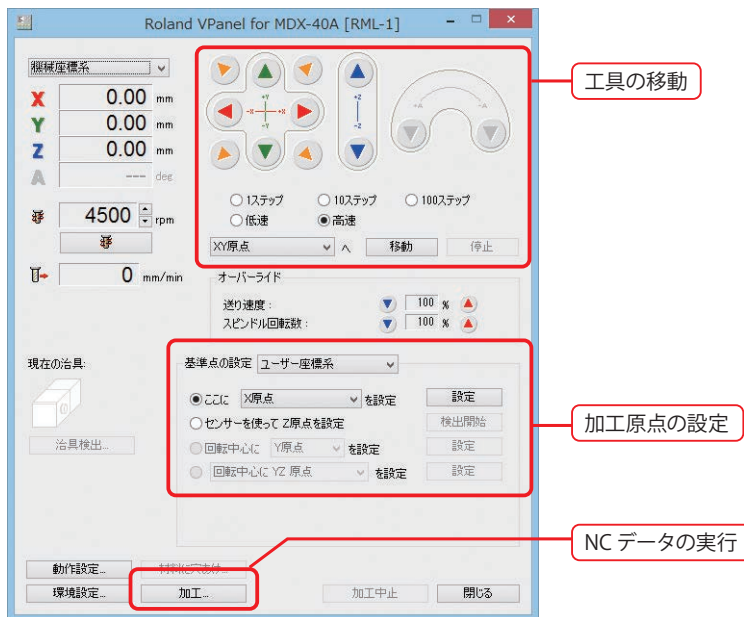 Roland VPanel for MDX-40A [RML-1]
機械座標系
X 0.00 mm
Y 0.00 mm
Z 0.00 mm
A --- deg
4500 rpm
0 mm/min
+Y
-X +X
-Y
+Z
-Z
-A +A
○1ステップ ○10ステップ ○100ステップ
○低速 ◉高速
XY原点 へ 移動 停止
工具の移動
オーバーライド
送り速度: 100 %
スピンドル回転数: 100 %
現在の治具:
治具検出...
基準点の設定 ユーザー座標系
◉ここに X原点 を設定 設定
○センサーを使って Z原点を設定 検出開始
○回転中心に Y原点 を設定 設定
○回転中心に YZ 原点 を設定 設定
加工原点の設定
NC データの実行
動作設定...
環境設定... 加工... 加工中止 閉じる